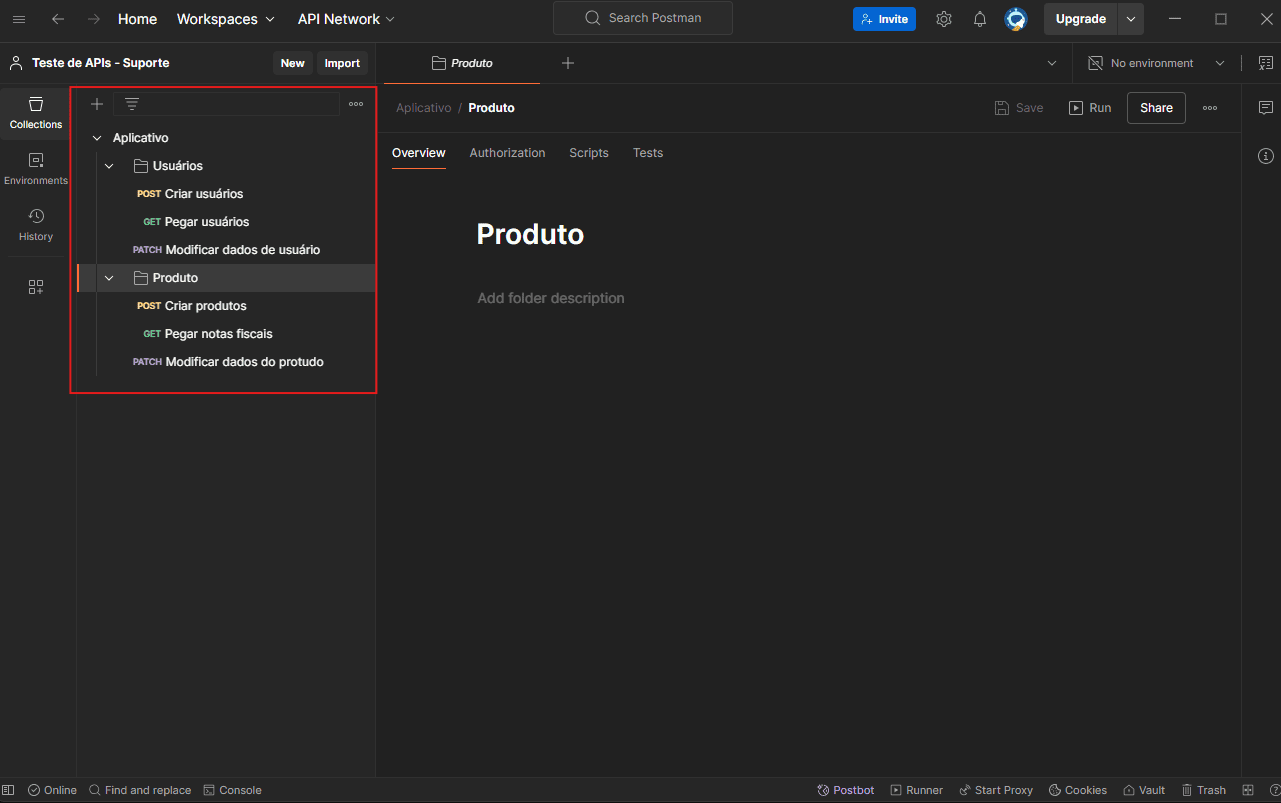 Home Workspaces API Network Search Postman Invite Upgrade
Teste de APIs - Suporte New Import Produto No environment
Collections
Environments
History
Aplicativo
Usuários
POST Criar usuários
GET Pegar usuários
PATCH Modificar dados de usuário
Produto
POST Criar produtos
GET Pegar notas fiscais
PATCH Modificar dados do protudo
Aplicativo / Produto Save Run Share
Overview Authorization Scripts Tests
Produto
Add folder description
Online Find and replace Console Postbot Runner Start Proxy Cookies Vault Trash